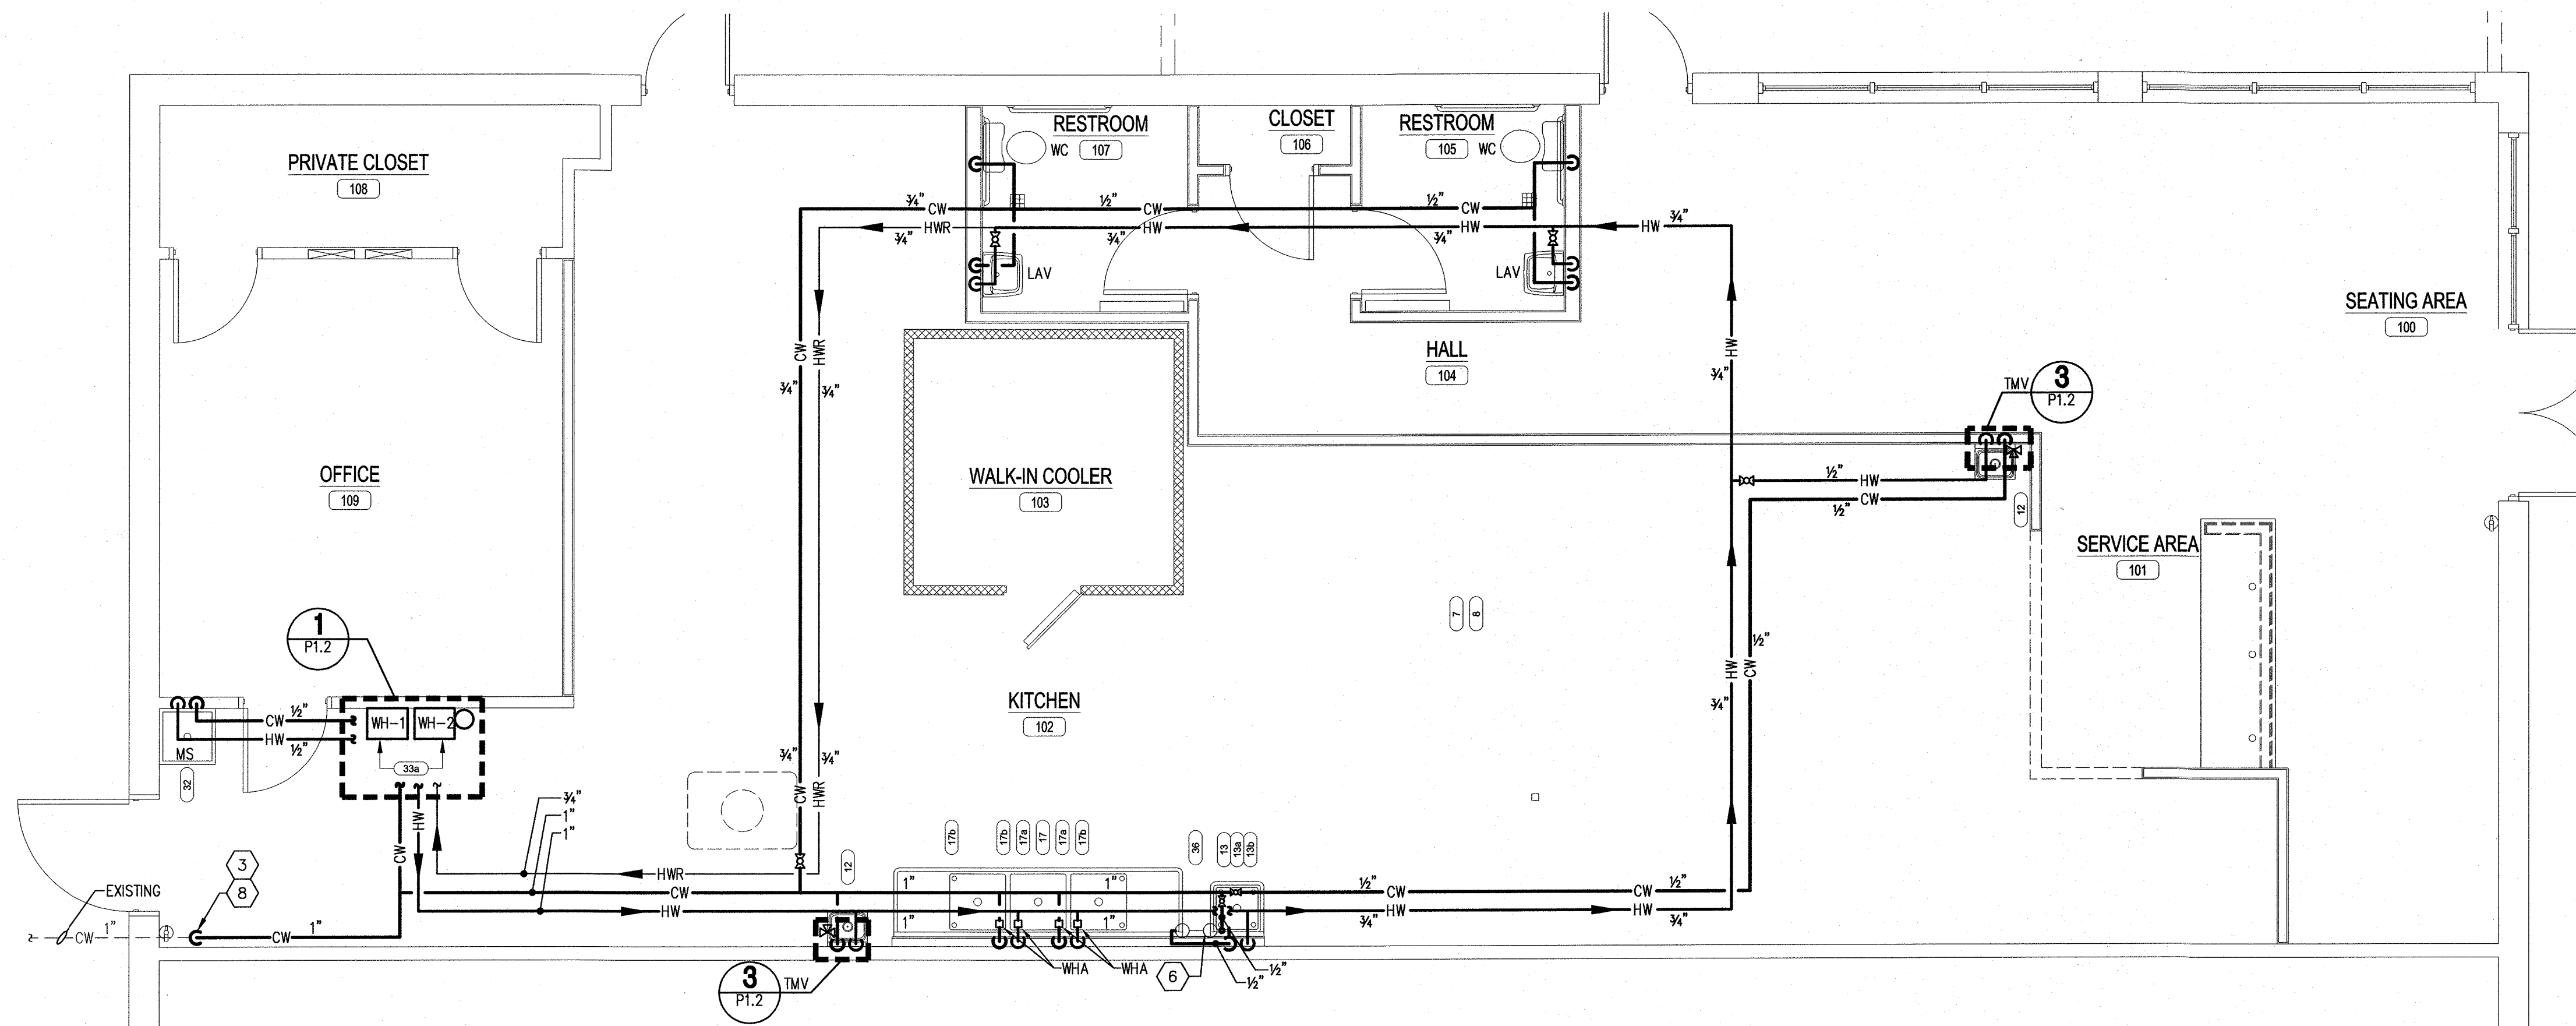 RESTROOM
107
WC
CLOSET
106
RESTROOM
105
WC
PRIVATE CLOSET
108
3/4" CW
1/2" CW
1/2" CW
HWR
3/4"
HW
3/4"
HW
3/4"
HW 3/4"
LAV
LAV
SEATING AREA
100
CW
3/4"
HWR
3/4"
HALL
104
HW
3/4"
TMV
3
P1.2
OFFICE
109
WALK-IN COOLER
103
1/2" HW
CW
1/2"
12
SERVICE AREA
101
7
8
1
P1.2
1/2"
CW
HW
3/4"
KITCHEN
102
CW 1/2"
HW
1/2"
WH-1
WH-2
33a
MS
32
3/4"
CW
3/4"
HWR
HW
CW
3/4"
1"
1"
17b
17b
17a
17
17a
17b
36
13
13a
13b
12
3
8
EXISTING
CW 1"
CW 1"
HWR
CW
HW
1"
1"
1"
1"
1/2" CW
CW 1/2"
HW
3/4"
HW
3/4"
WHA
WHA
6
1/2"
1/2"
3
P1.2
TMV